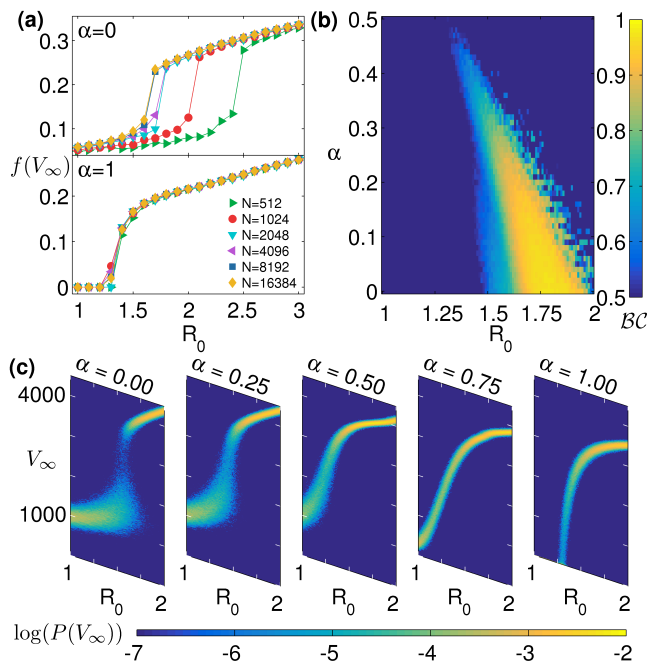 (a)
α=0
0.3
0.2
0.1
f(V∞)
α=1
0.2
0.1
0
N=512
N=1024
N=2048
N=4096
N=8192
N=16384
1 1.5 2 2.5 3
R0
(b)
α
0.5
0.4
0.3
0.2
0.1
0
1 1.25 1.5 1.75 2
R0
1
0.9
0.8
0.7
0.6
0.5
BC
(c)
α = 0.00 α = 0.25 α = 0.50 α = 0.75 α = 1.00
4000
V∞
1000
1 R0 2 1 R0 2 1 R0 2 1 R0 2 1 R0 2
log(P(V∞))
-7 -6 -5 -4 -3 -2